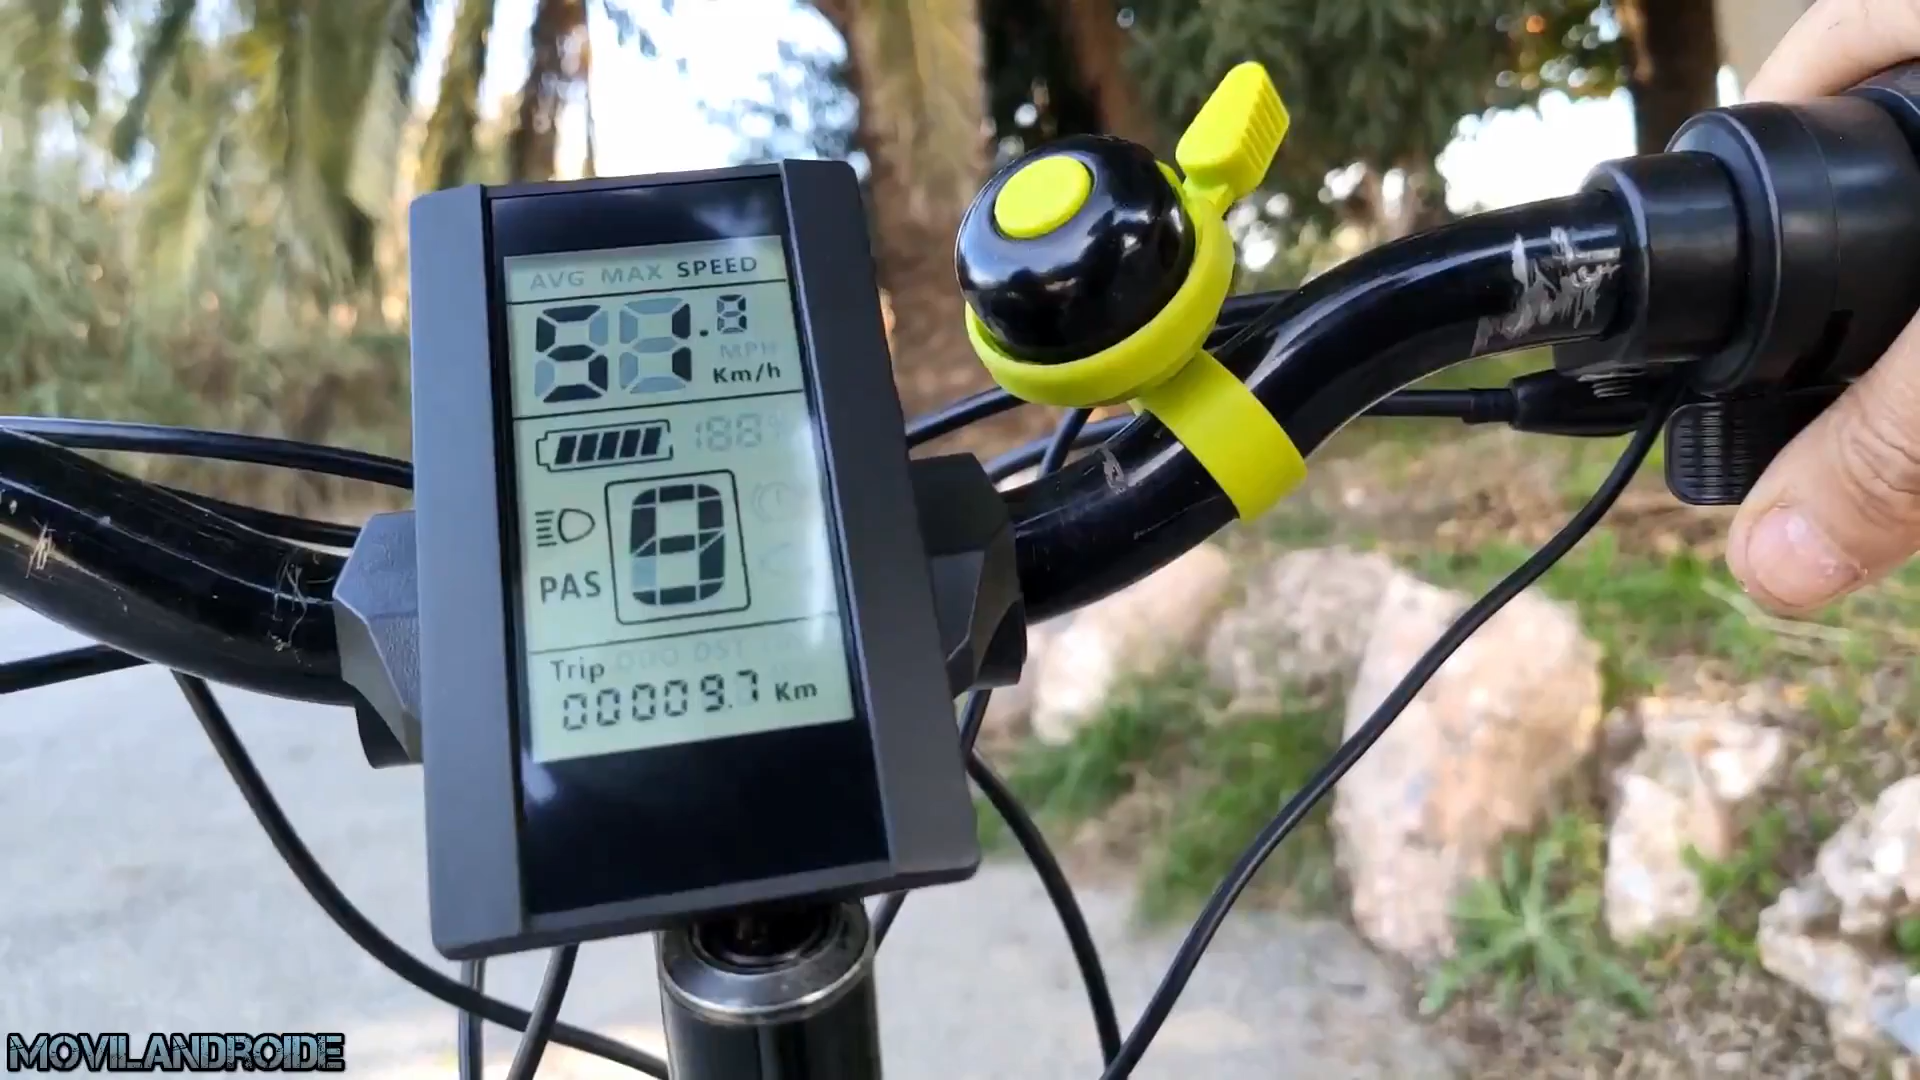 AVG MAX SPEED
MPH
Km/h
PAS
Trip ODO DST
00009.7 Km
MOVILANDROIDE